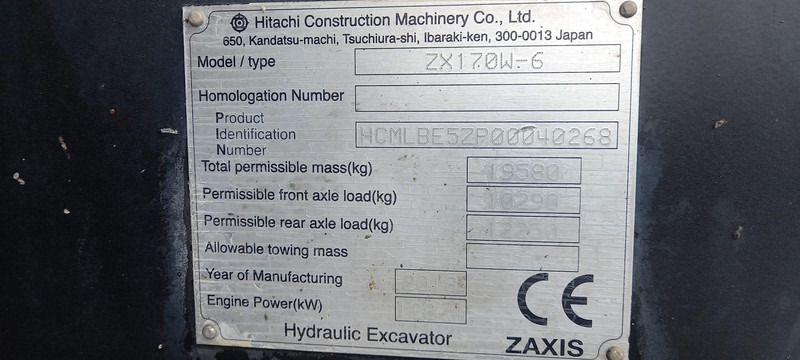 Hitachi Construction Machinery Co., Ltd.
650, Kandatsu-machi, Tsuchiura-shi, Ibaraki-ken, 300-0013 Japan
Model / type ZX170W-6
Homologation Number
Product
Identification HCMLBE5ZP00040268
Number
Total permissible mass(kg) 19580
Permissible front axle load(kg) 10290
Permissible rear axle load(kg)
Allowable towing mass
Year of Manufacturing
Engine Power(kW)
CE
Hydraulic Excavator ZAXIS